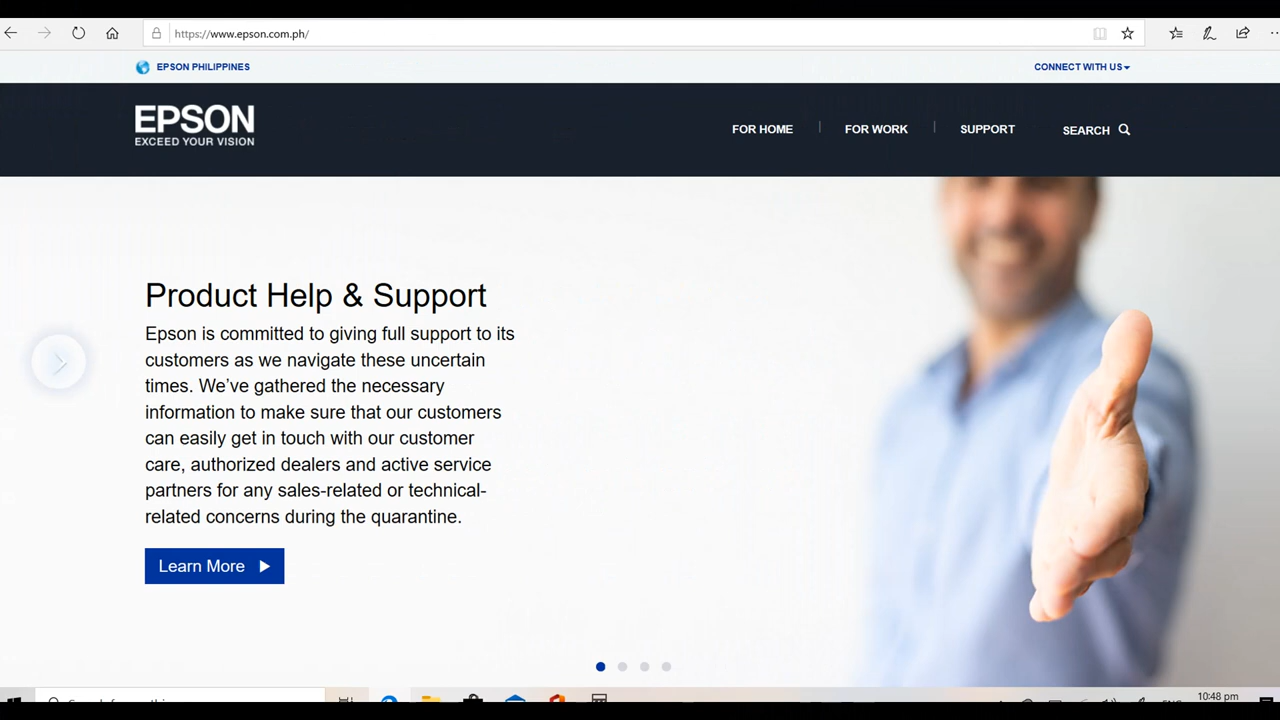 https://www.epson.com.ph/
EPSON PHILIPPINES
CONNECT WITH US
EPSON
EXCEED YOUR VISION
FOR HOME
FOR WORK
SUPPORT
SEARCH
Product Help & Support
Epson is committed to giving full support to its
customers as we navigate these uncertain
times. We’ve gathered the necessary
information to make sure that our customers
can easily get in touch with our customer
care, authorized dealers and active service
partners for any sales-related or technical-
related concerns during the quarantine.
Learn More
10:48 pm